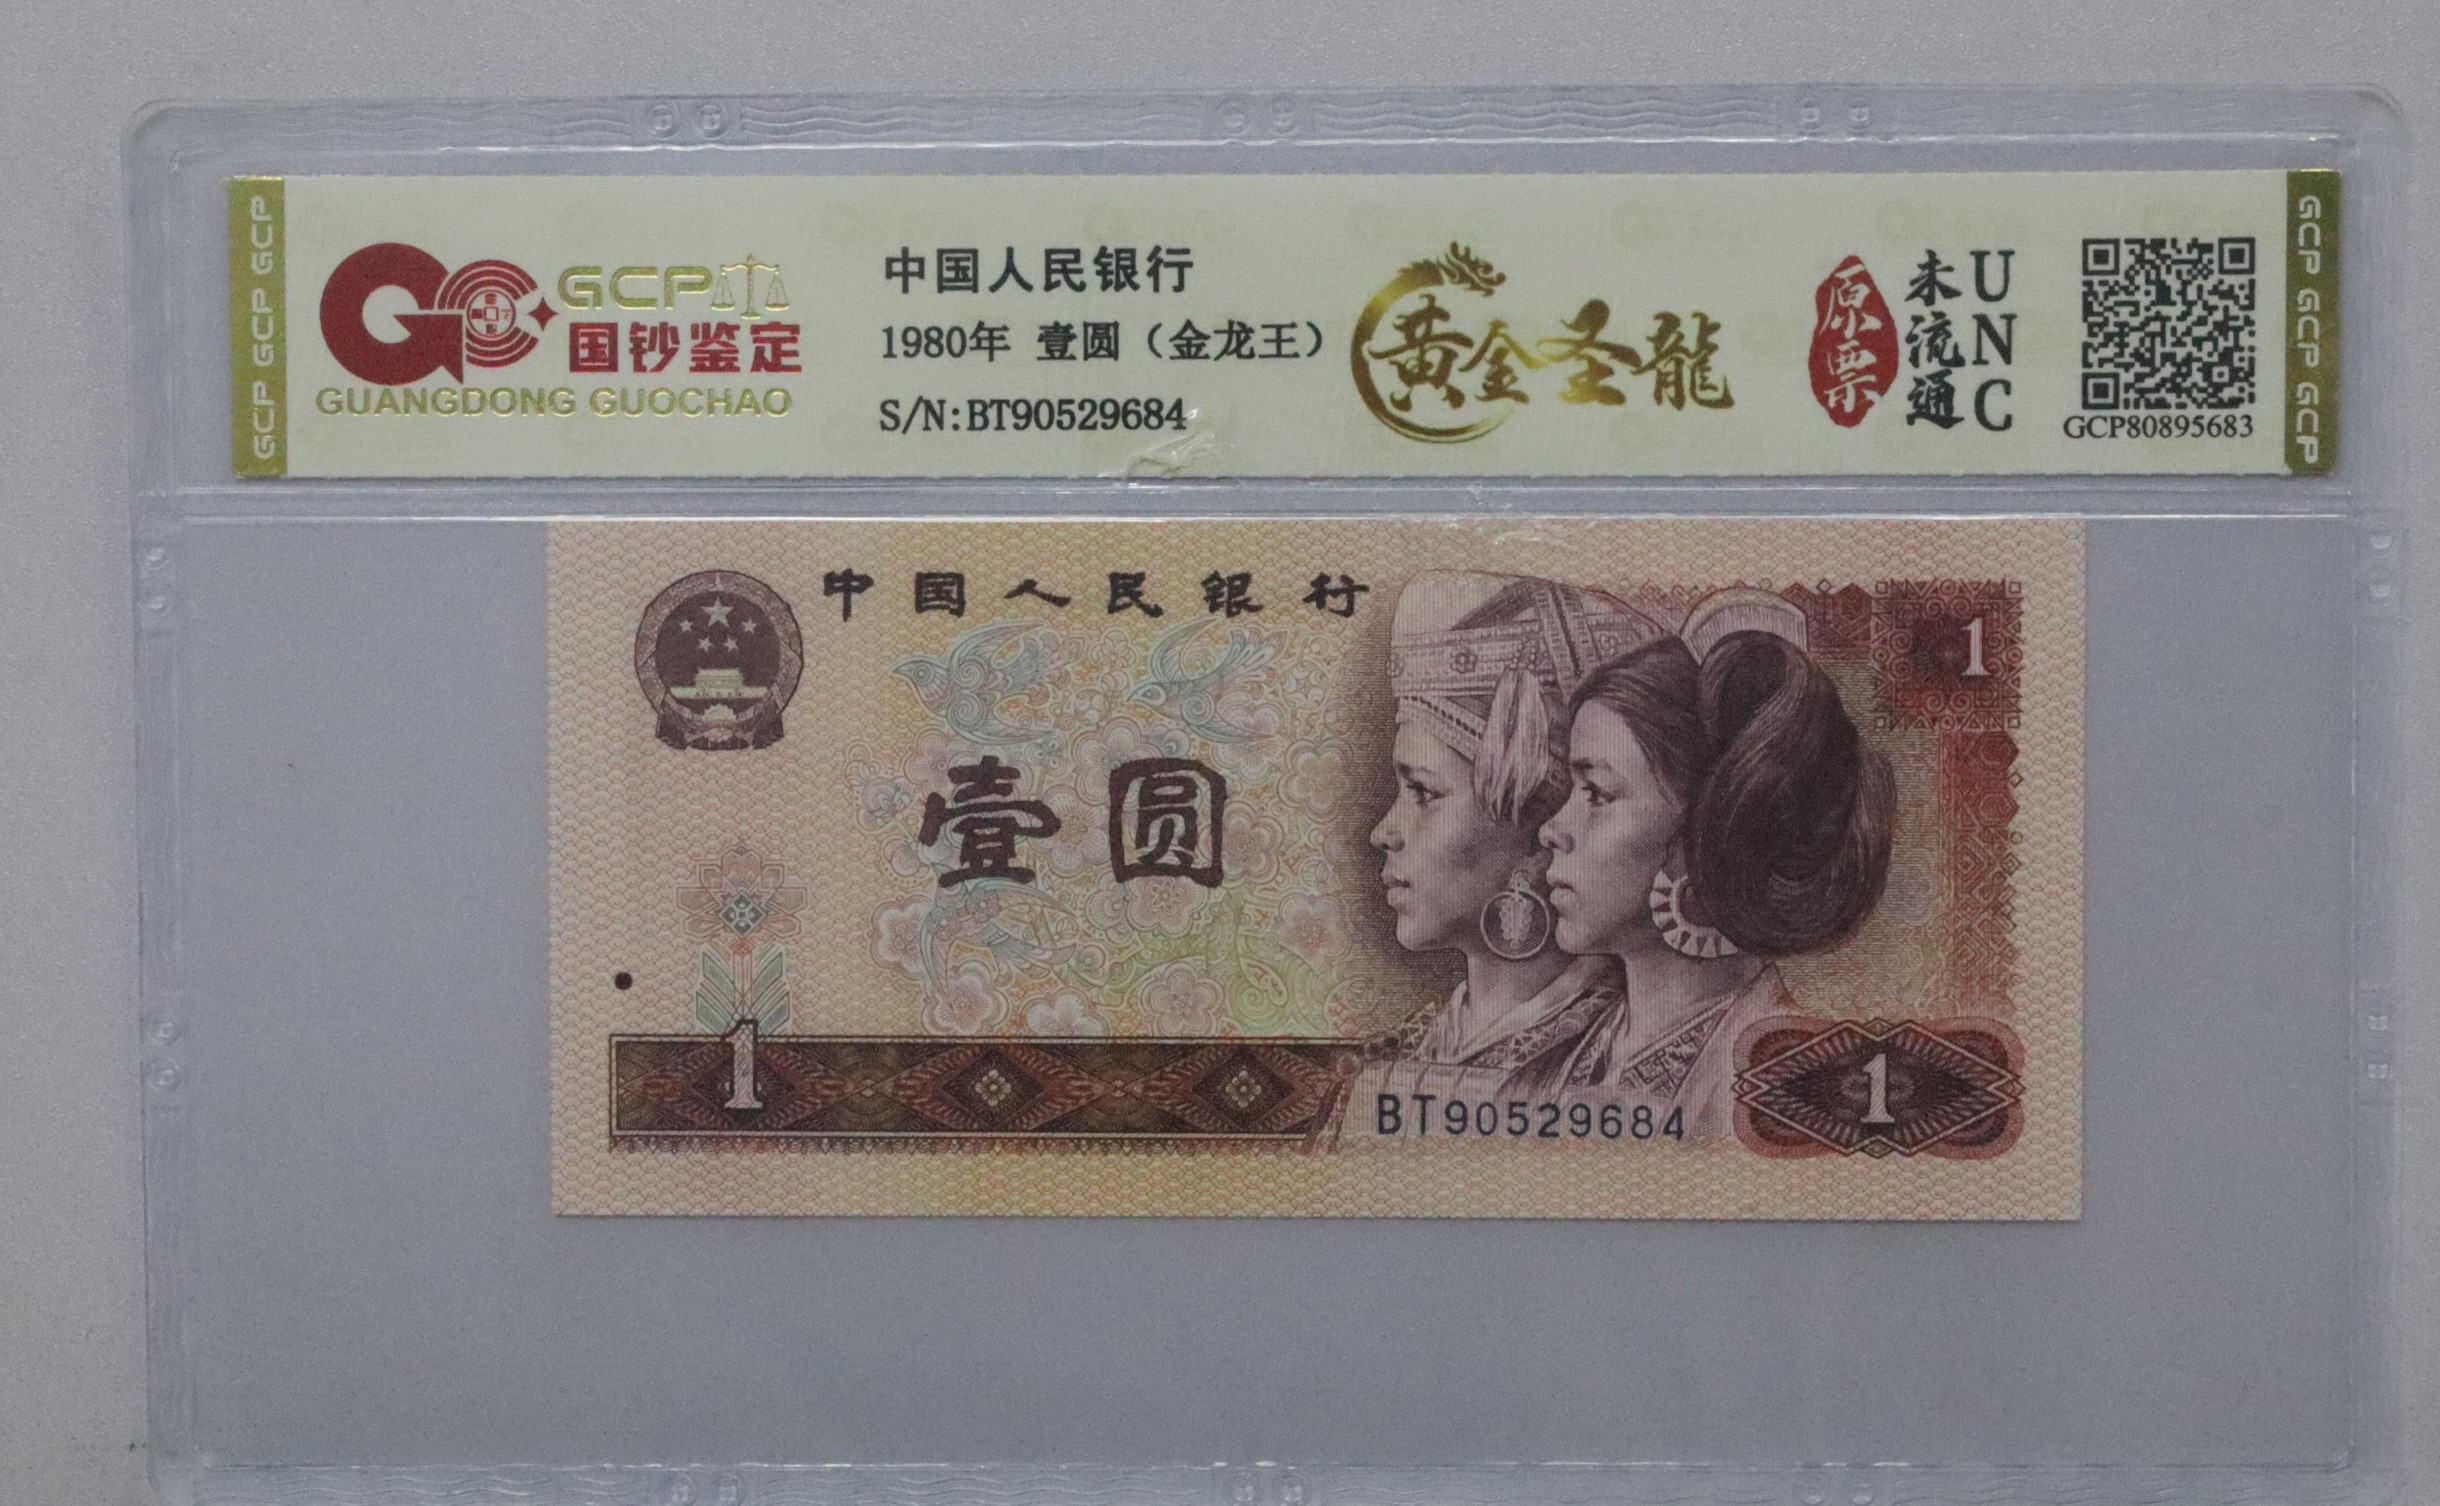 GCP GCP GCP
GCP
国钞鉴定
GUANGDONG GUOCHAO
中国人民银行
1980年 壹圆（金龙王）
S/N:BT90529684
黄金圣龍
原票
未流通
UNC
GCP80895683
GCP GCP GCP
中国人民银行
1
壹圆
1
BT90529684
1